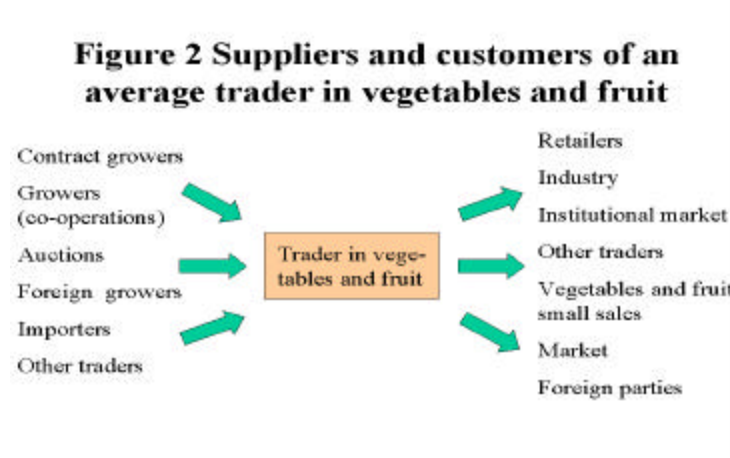 Figure 2 Suppliers and customers of an
average trader in vegetables and fruit
Contract growers
Growers
(co-operations)
Auctions
Foreign growers
Importers
Other traders
Trader in vege-
tables and fruit
Retailers
Industry
Institutional market
Other traders
Vegetables and fruit
small sales
Market
Foreign parties